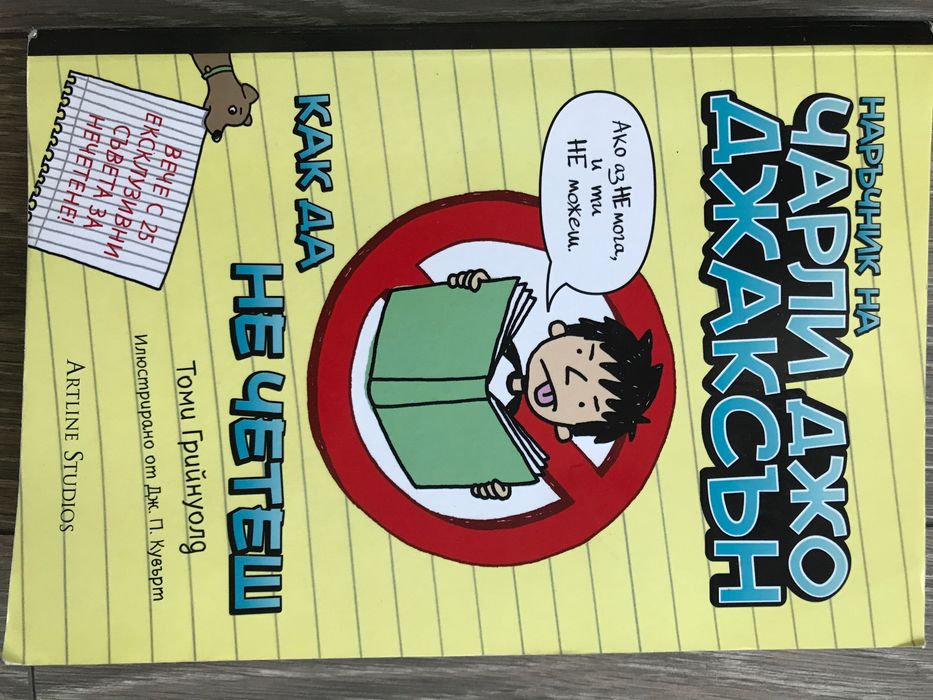 НАРЪЧНИК НА
ЧАРЛИ ДЖО
ДЖАКСЪН
Ако аз НЕ мога,
и ти
НЕ можеш.
КАК ДА
НЕ ЧЕТЕШ
ВЕЧЕ С 25
ЕКСКЛУЗИВНИ
СЪВЕТА ЗА
НЕЧЕТЕНЕ!
Томи Грийнуолд
Илюстрирано от Дж. П. Кувърт
ARTLINE STUDIOS